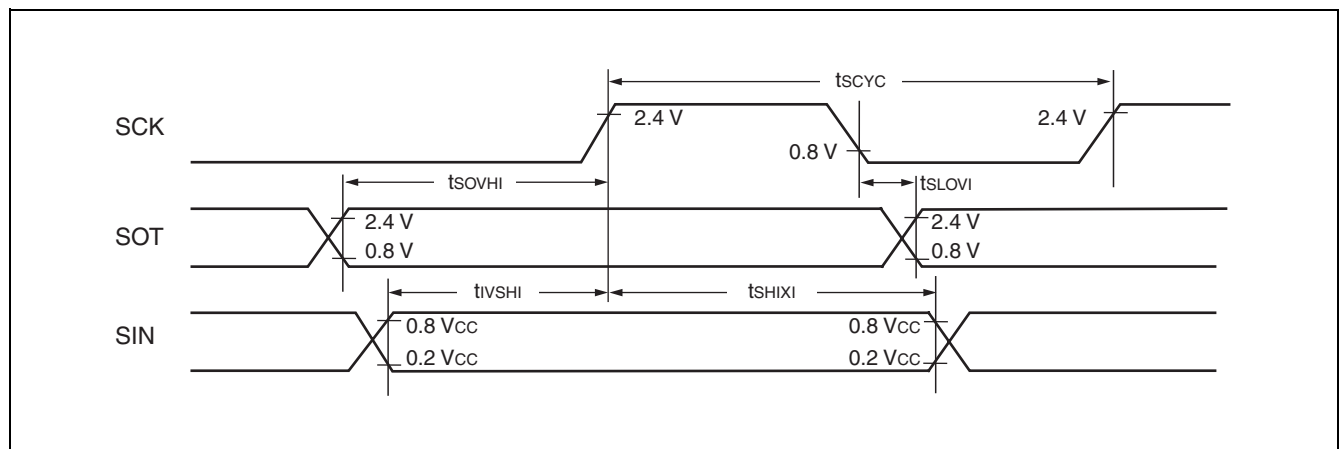 tSCYC
SCK
2.4 V
0.8 V
2.4 V
tSOVHI
tSLOVI
SOT
2.4 V
0.8 V
2.4 V
0.8 V
tIVSHI
tSHIXI
SIN
0.8 VCC
0.2 VCC
0.8 VCC
0.2 VCC